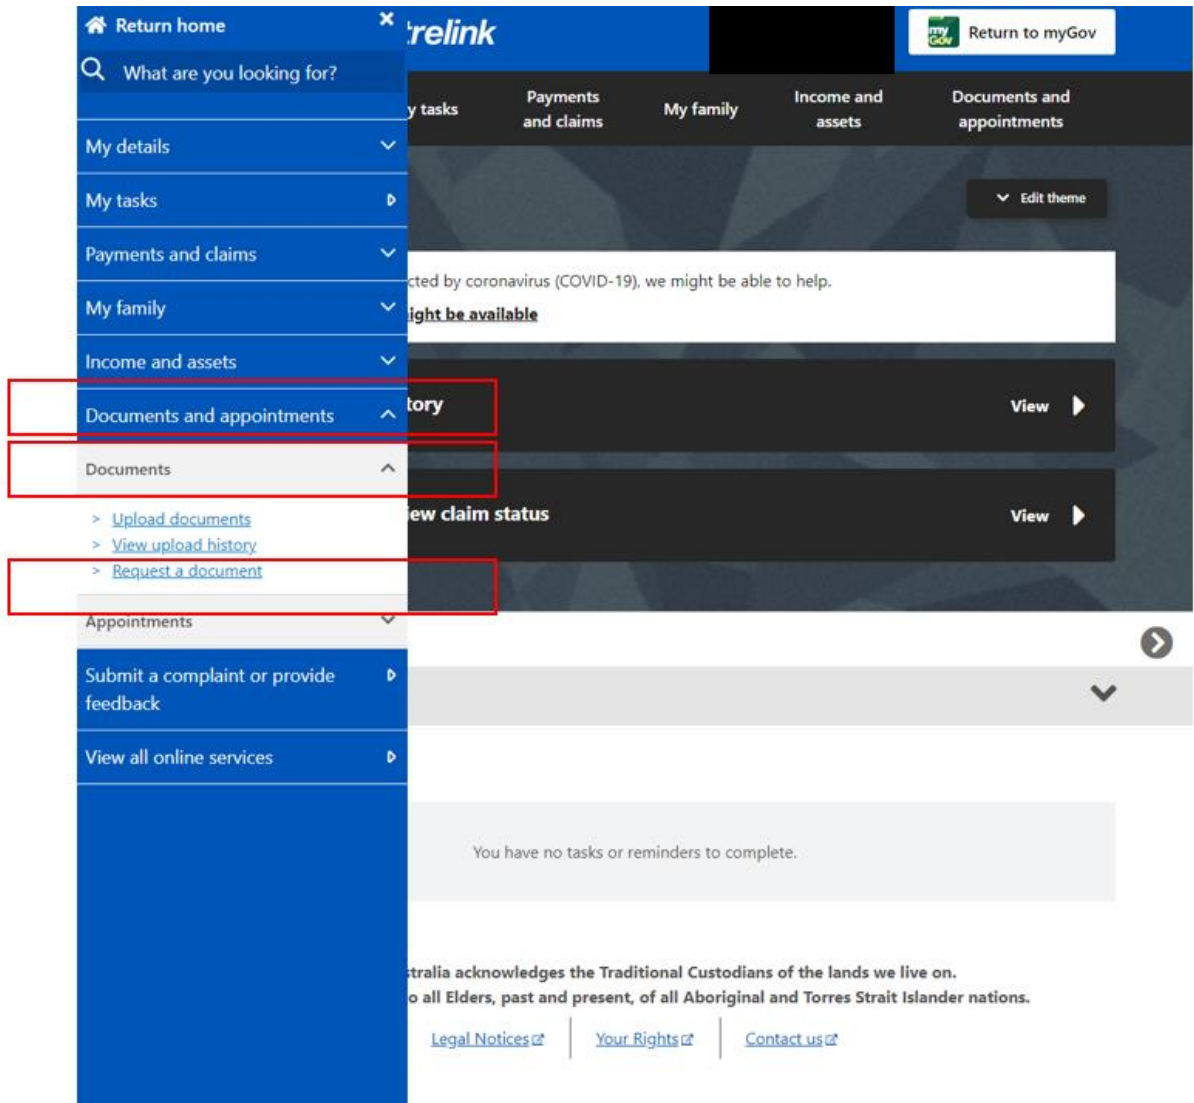 Return home
What are you looking for?
My details
My tasks
Payments and claims
My family
Income and assets
Documents and appointments
Documents
> Upload documents
> View upload history
> Request a document
Appointments
Submit a complaint or provide
feedback
View all online services
trelink
my
Gov
Return to myGov
y tasks
Payments
and claims
My family
Income and
assets
Documents and
appointments
Edit theme
cted by coronavirus (COVID-19), we might be able to help.
ight be available
tory
View
iew claim status
View
You have no tasks or reminders to complete.
stralia acknowledges the Traditional Custodians of the lands we live on.
o all Elders, past and present, of all Aboriginal and Torres Strait Islander nations.
Legal Notices
Your Rights
Contact us